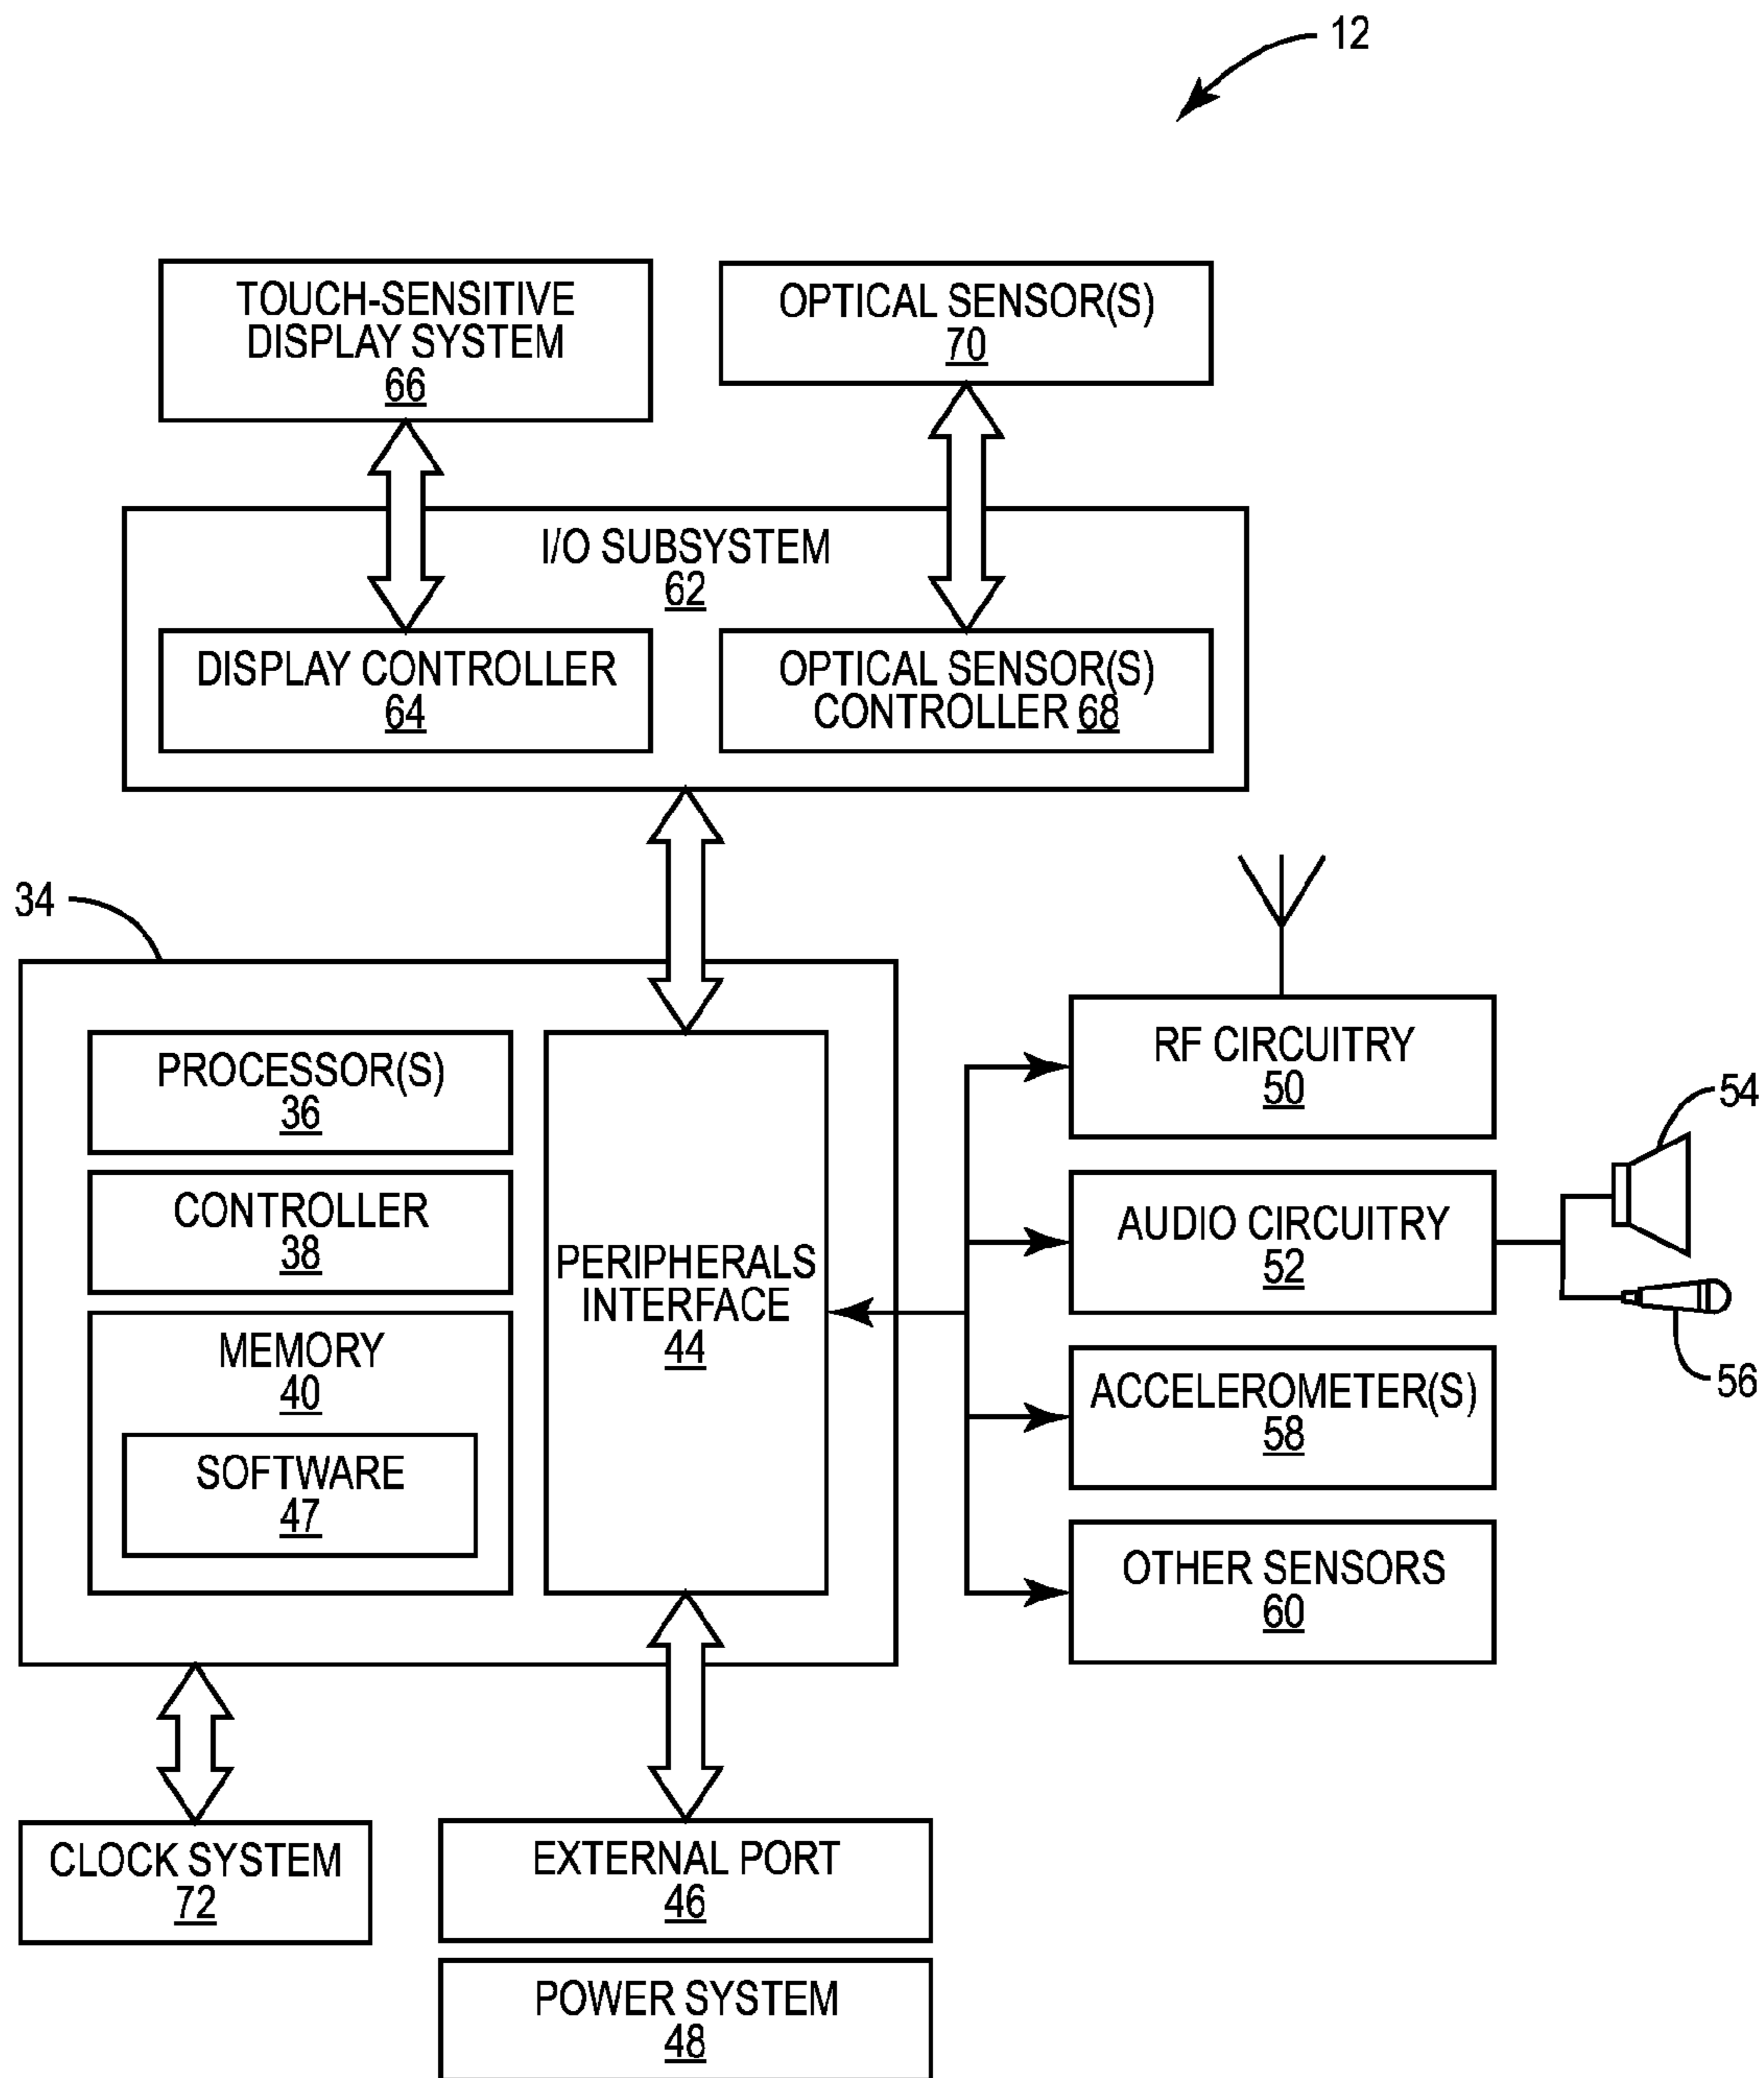 12
TOUCH-SENSITIVE
DISPLAY SYSTEM
66
OPTICAL SENSOR(S)
70
I/O SUBSYSTEM
62
DISPLAY CONTROLLER
64
OPTICAL SENSOR(S)
CONTROLLER 68
34
PROCESSOR(S)
36
CONTROLLER
38
MEMORY
40
SOFTWARE
47
PERIPHERALS
INTERFACE
44
RF CIRCUITRY
50
AUDIO CIRCUITRY
52
54
56
ACCELEROMETER(S)
58
OTHER SENSORS
60
CLOCK SYSTEM
72
EXTERNAL PORT
46
POWER SYSTEM
48